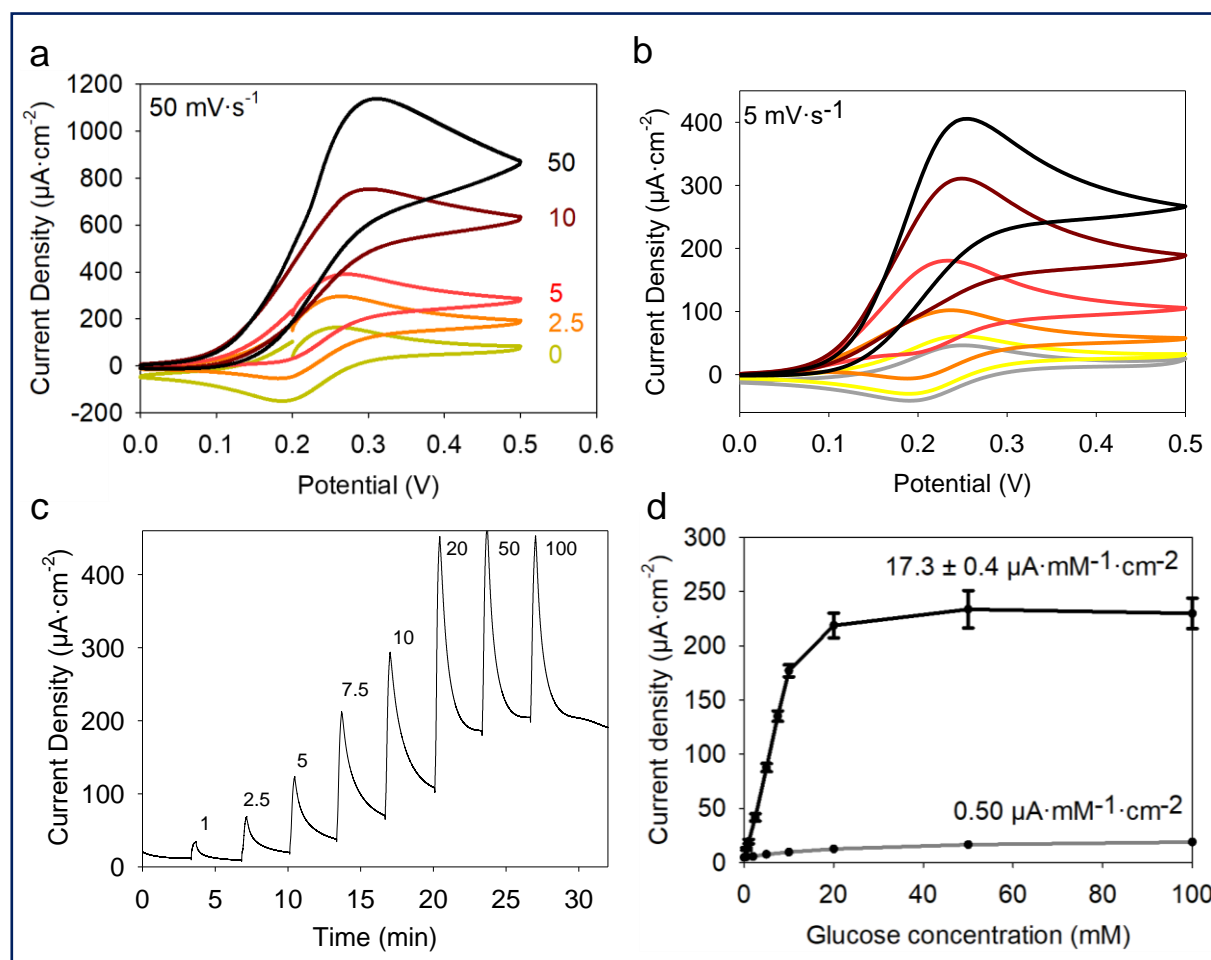 a
50 mV·s-1
Current Density (µA·cm-2)
1200
1000
800
600
400
200
0
-200
50
10
5
2.5
0
0.0 0.1 0.2 0.3 0.4 0.5 0.6
Potential (V)
b
5 mV·s-1
Current Density (µA·cm-2)
400
300
200
100
0
0.0 0.1 0.2 0.3 0.4 0.5
Potential (V)
c
Current Density (µA·cm-2)
400
300
200
100
0
1
2.5
5
7.5
10
20 50 100
0 5 10 15 20 25 30
Time (min)
d
Current density (µA·cm-2)
300
250
200
150
100
50
0
17.3 ± 0.4 µA·mM-1·cm-2
0.50 µA·mM-1·cm-2
0 20 40 60 80 100
Glucose concentration (mM)